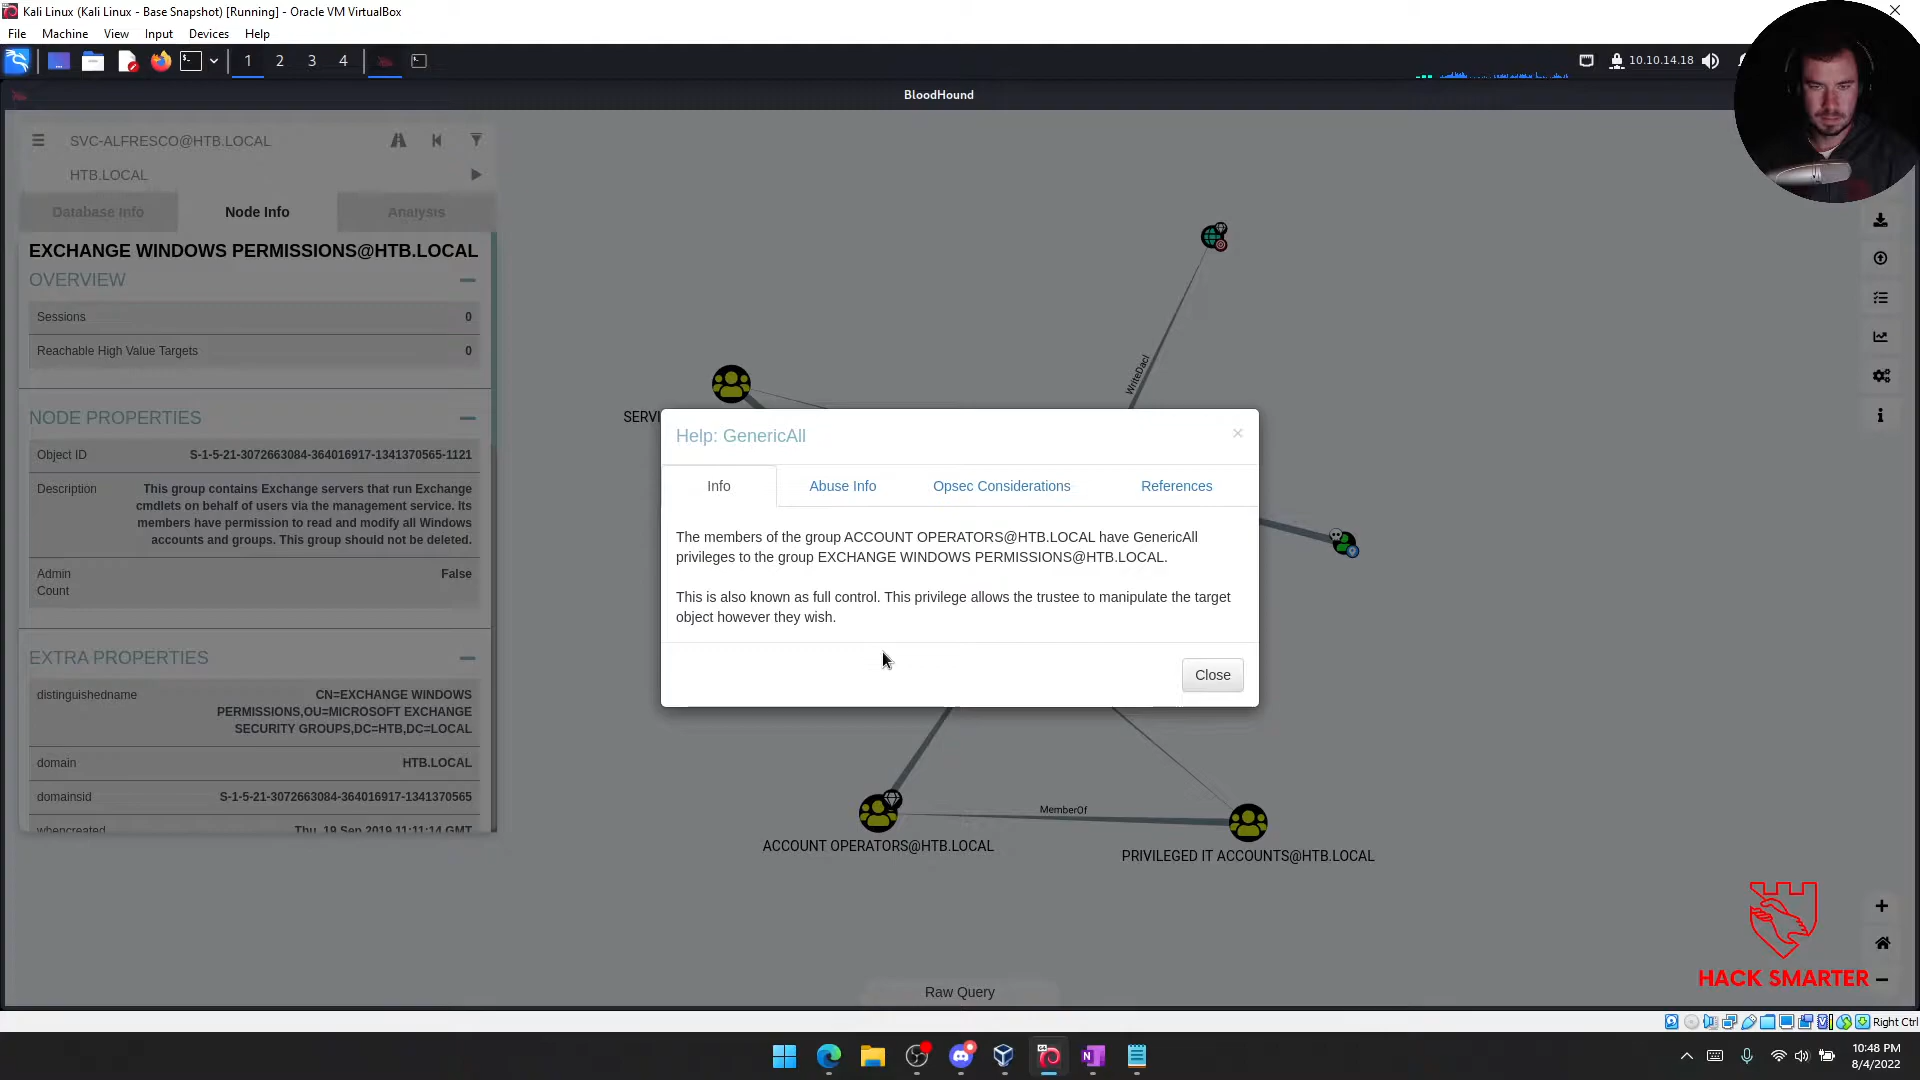 Kali Linux (Kali Linux - Base Snapshot) [Running] - Oracle VM VirtualBox
File Machine View Input Devices Help
1 2 3 4
10.10.14.18
BloodHound
SVC-ALFRESCO@HTB.LOCAL
HTB.LOCAL
Database Info Node Info Analysis
EXCHANGE WINDOWS PERMISSIONS@HTB.LOCAL
OVERVIEW
Sessions 0
Reachable High Value Targets 0
NODE PROPERTIES
Object ID S-1-5-21-3072663084-364016917-1341370565-1121
Description This group contains Exchange servers that run Exchange
cmdlets on behalf of users via the management service. Its
members have permission to read and modify all Windows
accounts and groups. This group should not be deleted.
Admin False
Count
EXTRA PROPERTIES
distinguishedname CN=EXCHANGE WINDOWS
PERMISSIONS,OU=MICROSOFT EXCHANGE
SECURITY GROUPS,DC=HTB,DC=LOCAL
domain HTB.LOCAL
domainsid S-1-5-21-3072663084-364016917-1341370565
whencreated Thu, 19 Sep 2019 11:11:14 GMT
WriteDacl
SERVI
Help: GenericAll
×
Info Abuse Info Opsec Considerations References
The members of the group ACCOUNT OPERATORS@HTB.LOCAL have GenericAll
privileges to the group EXCHANGE WINDOWS PERMISSIONS@HTB.LOCAL.
This is also known as full control. This privilege allows the trustee to manipulate the target
object however they wish.
Close
MemberOf
ACCOUNT OPERATORS@HTB.LOCAL
PRIVILEGED IT ACCOUNTS@HTB.LOCAL
HACK SMARTER
Raw Query
Right Ctrl
10:48 PM
8/4/2022